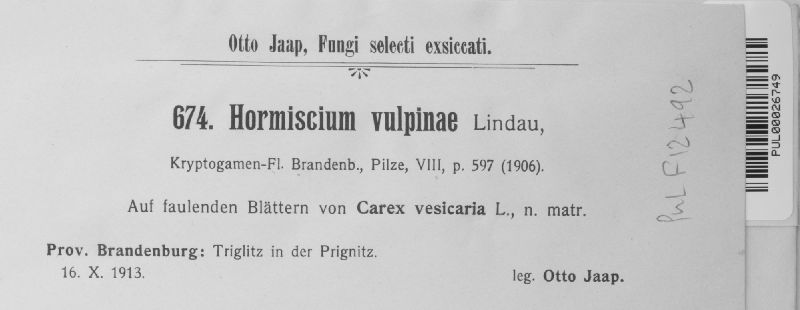 Otto Jaap, Fungi selecti exsiccati.
674. Hormiscium vulpinae Lindau,
Kryptogamen-Fl. Brandenb., Pilze, VIII, p. 597 (1906).
Auf faulenden Blättern von Carex vesicaria L., n. matr.
Prov. Brandenburg: Triglitz in der Prignitz.
16. X. 1913.
leg. Otto Jaap.
PUL F12492
PUL00026749